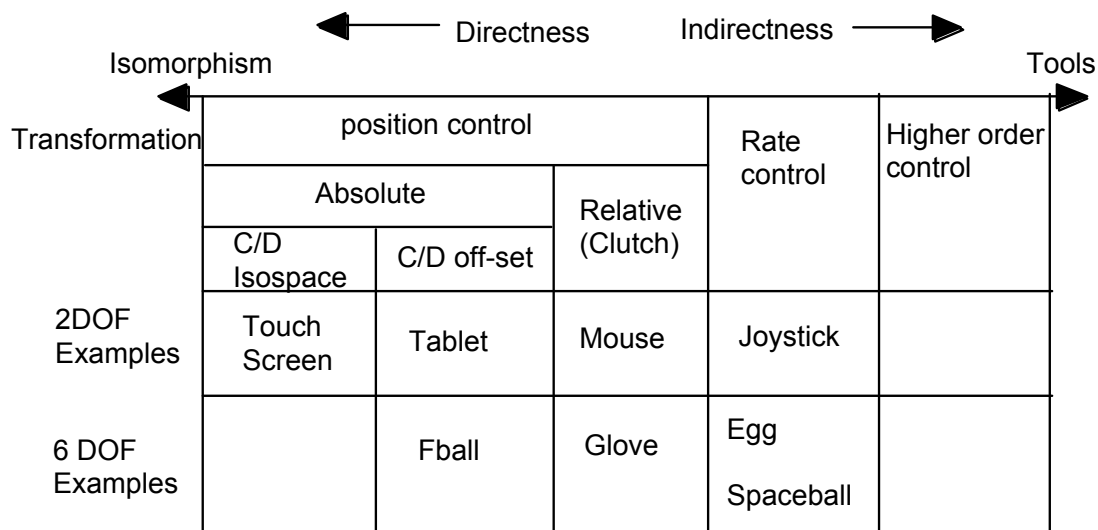 Directness Indirectness
Isomorphism Tools
Transformation
position control
Rate
control
Higher order
control
Absolute
Relative
(Clutch)
C/D
Isospace
C/D off-set
2DOF
Examples
Touch
Screen
Tablet
Mouse
Joystick
6 DOF
Examples
Fball
Glove
Egg
Spaceball